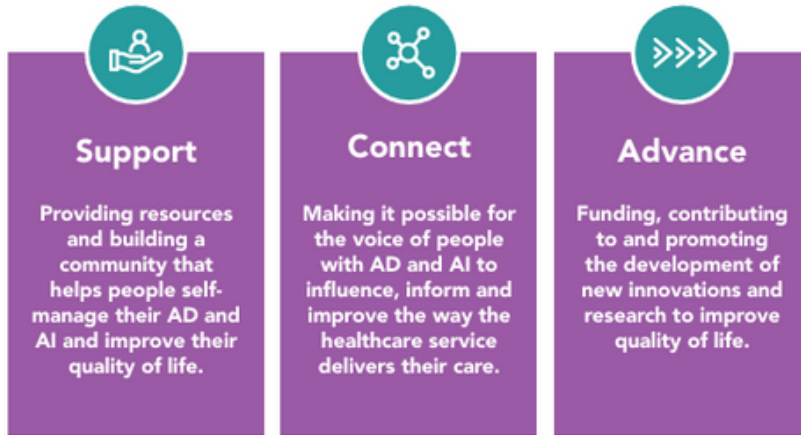 Support
Providing resources
and building a
community that
helps people self-
manage their AD and
AI and improve their
quality of life.
Connect
Making it possible for
the voice of people
with AD and AI to
influence, inform and
improve the way the
healthcare service
delivers their care.
Advance
Funding, contributing
to and promoting
the development of
new innovations and
research to improve
quality of life.